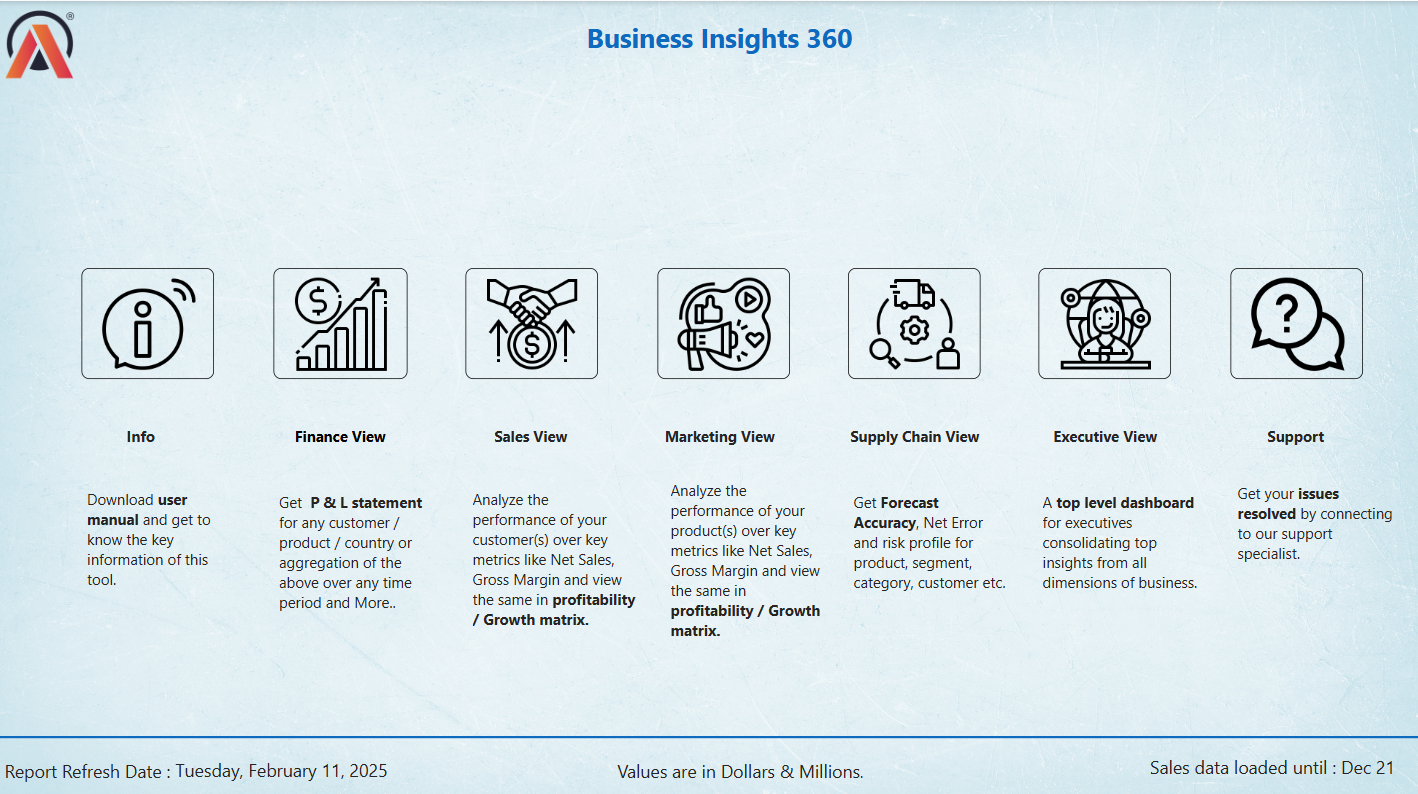 ®
Business Insights 360
Info
Download user
manual and get to
know the key
information of this
tool.
Finance View
Get P & L statement
for any customer /
product / country or
aggregation of the
above over any time
period and More..
Sales View
Analyze the
performance of your
customer(s) over key
metrics like Net Sales,
Gross Margin and view
the same in profitability
/ Growth matrix.
Marketing View
Analyze the
performance of your
product(s) over key
metrics like Net Sales,
Gross Margin and view
the same in
profitability / Growth
matrix.
Supply Chain View
Get Forecast
Accuracy, Net Error
and risk profile for
product, segment,
category, customer etc.
Executive View
A top level dashboard
for executives
consolidating top
insights from all
dimensions of business.
Support
Get your issues
resolved by connecting
to our support
specialist.
Report Refresh Date : Tuesday, February 11, 2025
Values are in Dollars & Millions.
Sales data loaded until : Dec 21